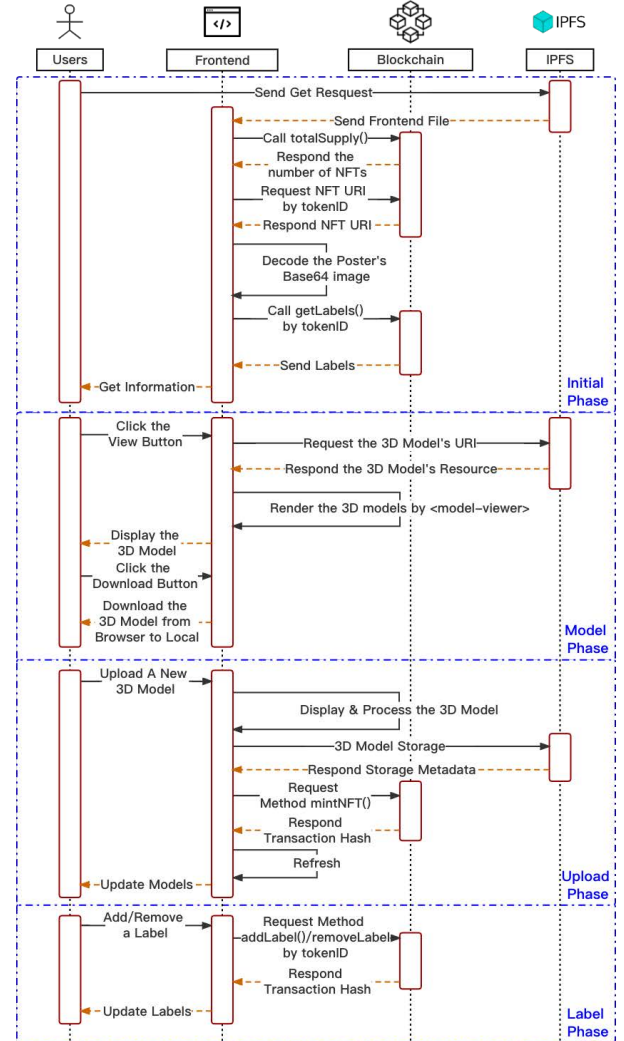 </>
IPFS
Users
Frontend
Blockchain
IPFS
Send Get Resquest
Send Frontend File
Call totalSupply()
Respond the
number of NFTs
Request NFT URI
by tokenID
Respond NFT URI
Decode the Poster's
Base64 image
Call getLabels()
by tokenID
Send Labels
Get Information
Initial
Phase
Click the
View Button
Request the 3D Model's URI
Respond the 3D Model's Resource
Render the 3D models by <model-viewer>
Display the
3D Model
Click the
Download Button
Download the
3D Model from
Browser to Local
Model
Phase
Upload A New
3D Model
Display & Process the 3D Model
3D Model Storage
Respond Storage Metadata
Request
Method mintNFT()
Respond
Transaction Hash
Refresh
Update Models
Upload
Phase
Add/Remove
a Label
Request Method
addLabel()/removeLabel
by tokenID
Respond
Transaction Hash
Update Labels
Label
Phase